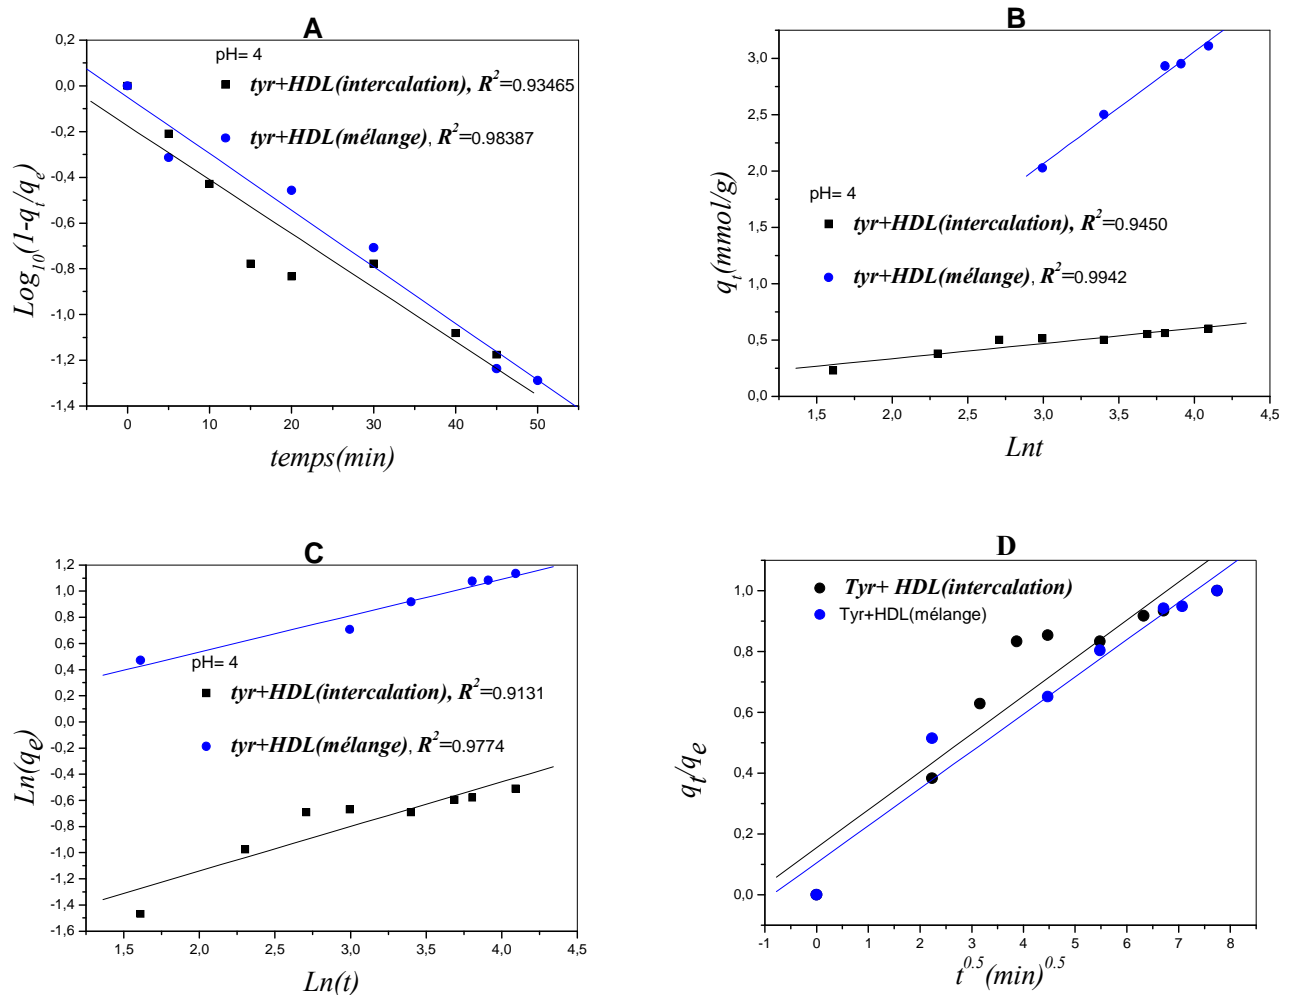 A
pH= 4
tyr+HDL(intercalation), R²=0.93465
tyr+HDL(mélange), R²=0.98387
Log₁₀(1-qₜ/qₑ)
0,2
0,0
-0,2
-0,4
-0,6
-0,8
-1,0
-1,2
-1,4
0 10 20 30 40 50
temps(min)
B
pH= 4
tyr+HDL(intercalation), R²=0.9450
tyr+HDL(mélange), R²=0.9942
qₜ(mmol/g)
3,0
2,5
2,0
1,5
1,0
0,5
0,0
1,5 2,0 2,5 3,0 3,5 4,0 4,5
Lnt
C
pH= 4
tyr+HDL(intercalation), R²=0.9131
tyr+HDL(mélange), R²=0.9774
Ln(qₑ)
1,2
1,0
0,8
0,6
0,4
0,2
0,0
-0,2
-0,4
-0,6
-0,8
-1,0
-1,2
-1,4
-1,6
1,5 2,0 2,5 3,0 3,5 4,0 4,5
Ln(t)
D
Tyr+ HDL(intercalation)
Tyr+HDL(mélange)
qₜ/qₑ
1,0
0,8
0,6
0,4
0,2
0,0
-1 0 1 2 3 4 5 6 7 8
t⁰·⁵(min)⁰·⁵